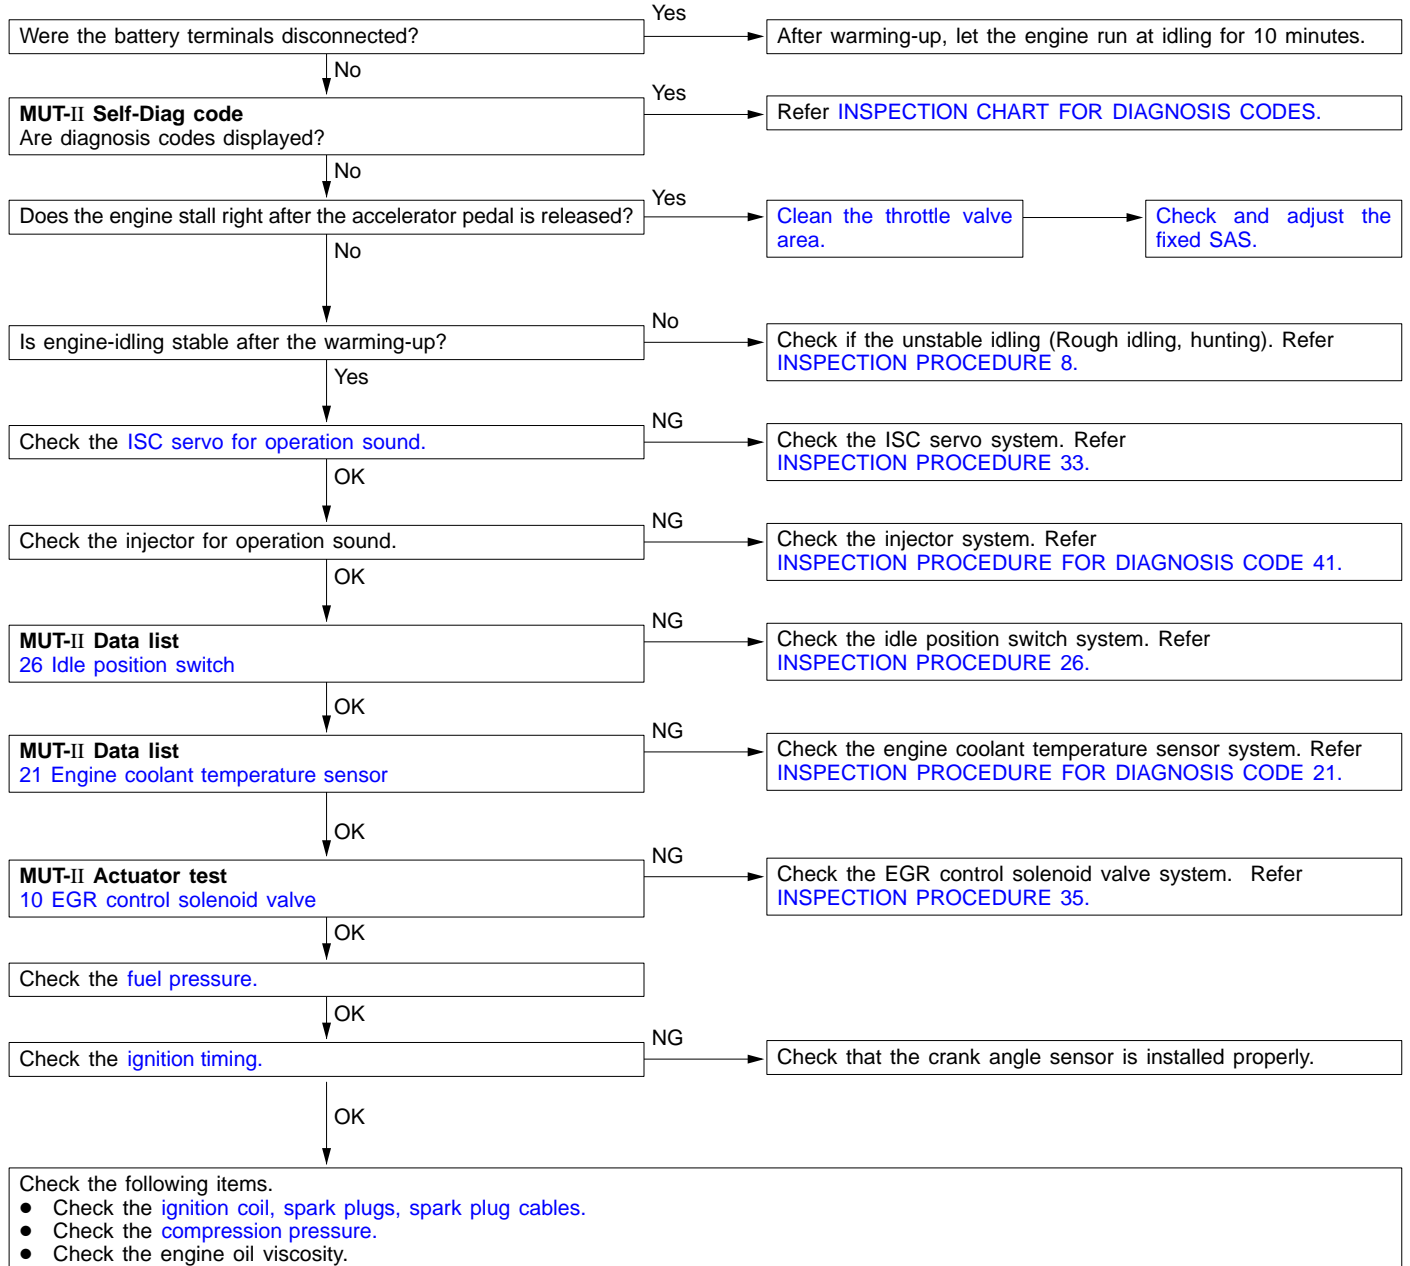 Yes
Were the battery terminals disconnected?
After warming-up, let the engine run at idling for 10 minutes.
No
MUT-II Self-Diag code
Are diagnosis codes displayed?
Yes
Refer INSPECTION CHART FOR DIAGNOSIS CODES.
No
Does the engine stall right after the accelerator pedal is released?
Yes
Clean the throttle valve
area.
Check and adjust the
fixed SAS.
No
Is engine-idling stable after the warming-up?
No
Check if the unstable idling (Rough idling, hunting). Refer
INSPECTION PROCEDURE 8.
Yes
Check the ISC servo for operation sound.
NG
Check the ISC servo system. Refer
INSPECTION PROCEDURE 33.
OK
Check the injector for operation sound.
NG
Check the injector system. Refer
INSPECTION PROCEDURE FOR DIAGNOSIS CODE 41.
OK
MUT-II Data list
26 Idle position switch
NG
Check the idle position switch system. Refer
INSPECTION PROCEDURE 26.
OK
MUT-II Data list
21 Engine coolant temperature sensor
NG
Check the engine coolant temperature sensor system. Refer
INSPECTION PROCEDURE FOR DIAGNOSIS CODE 21.
OK
MUT-II Actuator test
10 EGR control solenoid valve
NG
Check the EGR control solenoid valve system. Refer
INSPECTION PROCEDURE 35.
OK
Check the fuel pressure.
OK
Check the ignition timing.
NG
Check that the crank angle sensor is installed properly.
OK
Check the following items.
● Check the ignition coil, spark plugs, spark plug cables.
● Check the compression pressure.
● Check the engine oil viscosity.